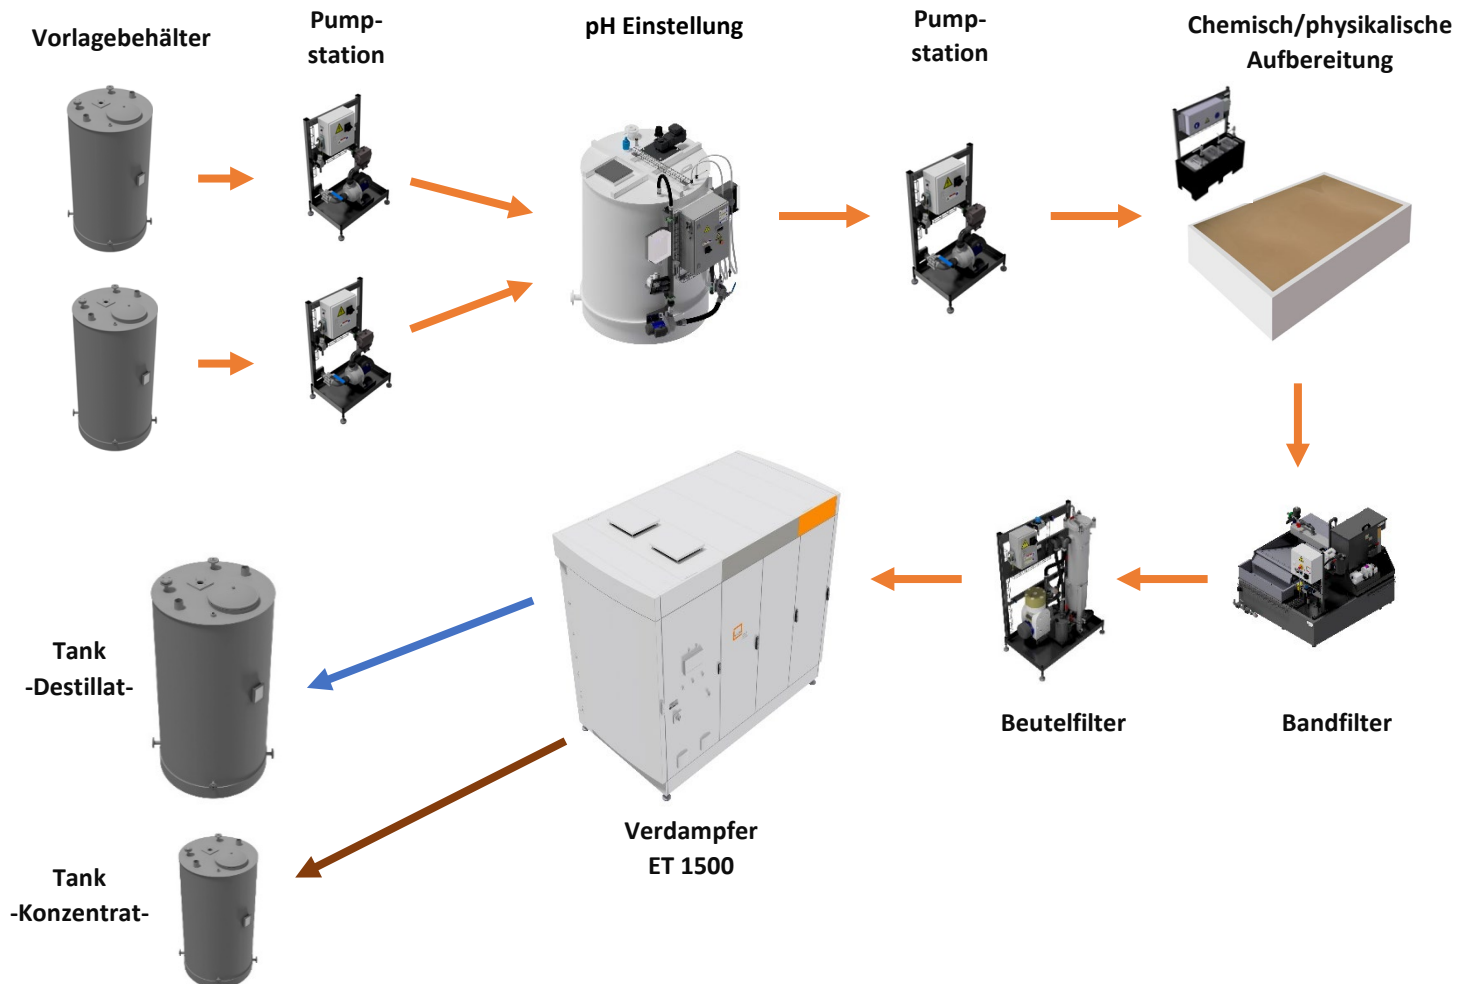 Vorlagebehälter
Pump-
station
pH Einstellung
Pump-
station
Chemisch/physikalische
Aufbereitung
Beutelfilter
Bandfilter
Verdampfer
ET 1500
Tank
-Destillat-
Tank
-Konzentrat-